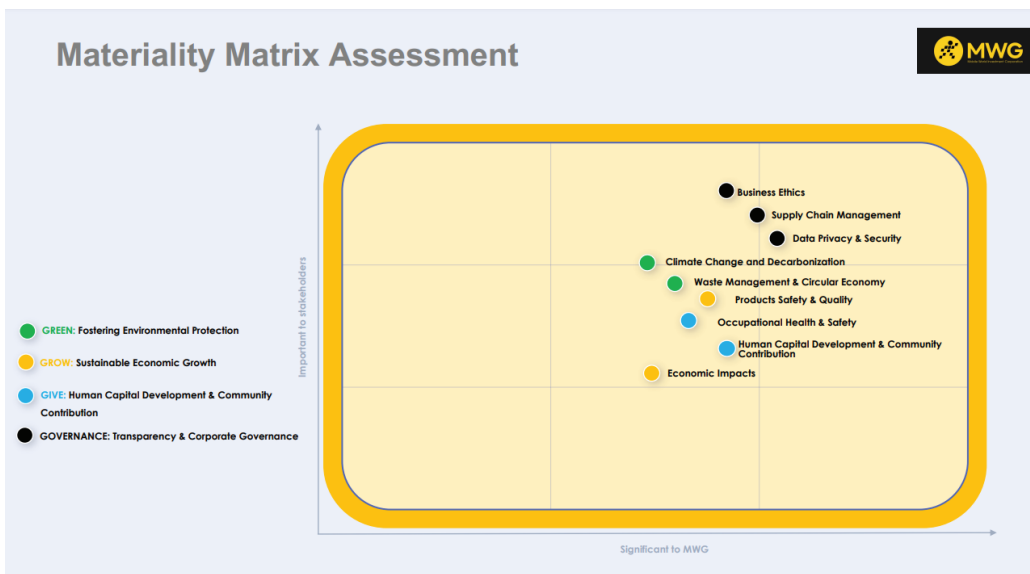 Materiality Matrix Assessment
MWG
Business Ethics
Supply Chain Management
Data Privacy & Security
Climate Change and Decarbonization
Waste Management & Circular Economy
Products Safety & Quality
Occupational Health & Safety
Human Capital Development & Community
Contribution
Economic Impacts
Important to stakeholders
GREEN: Fostering Environmental Protection
GROW: Sustainable Economic Growth
GIVE: Human Capital Development & Community
Contribution
GOVERNANCE: Transparency & Corporate Governance
Significant to MWG